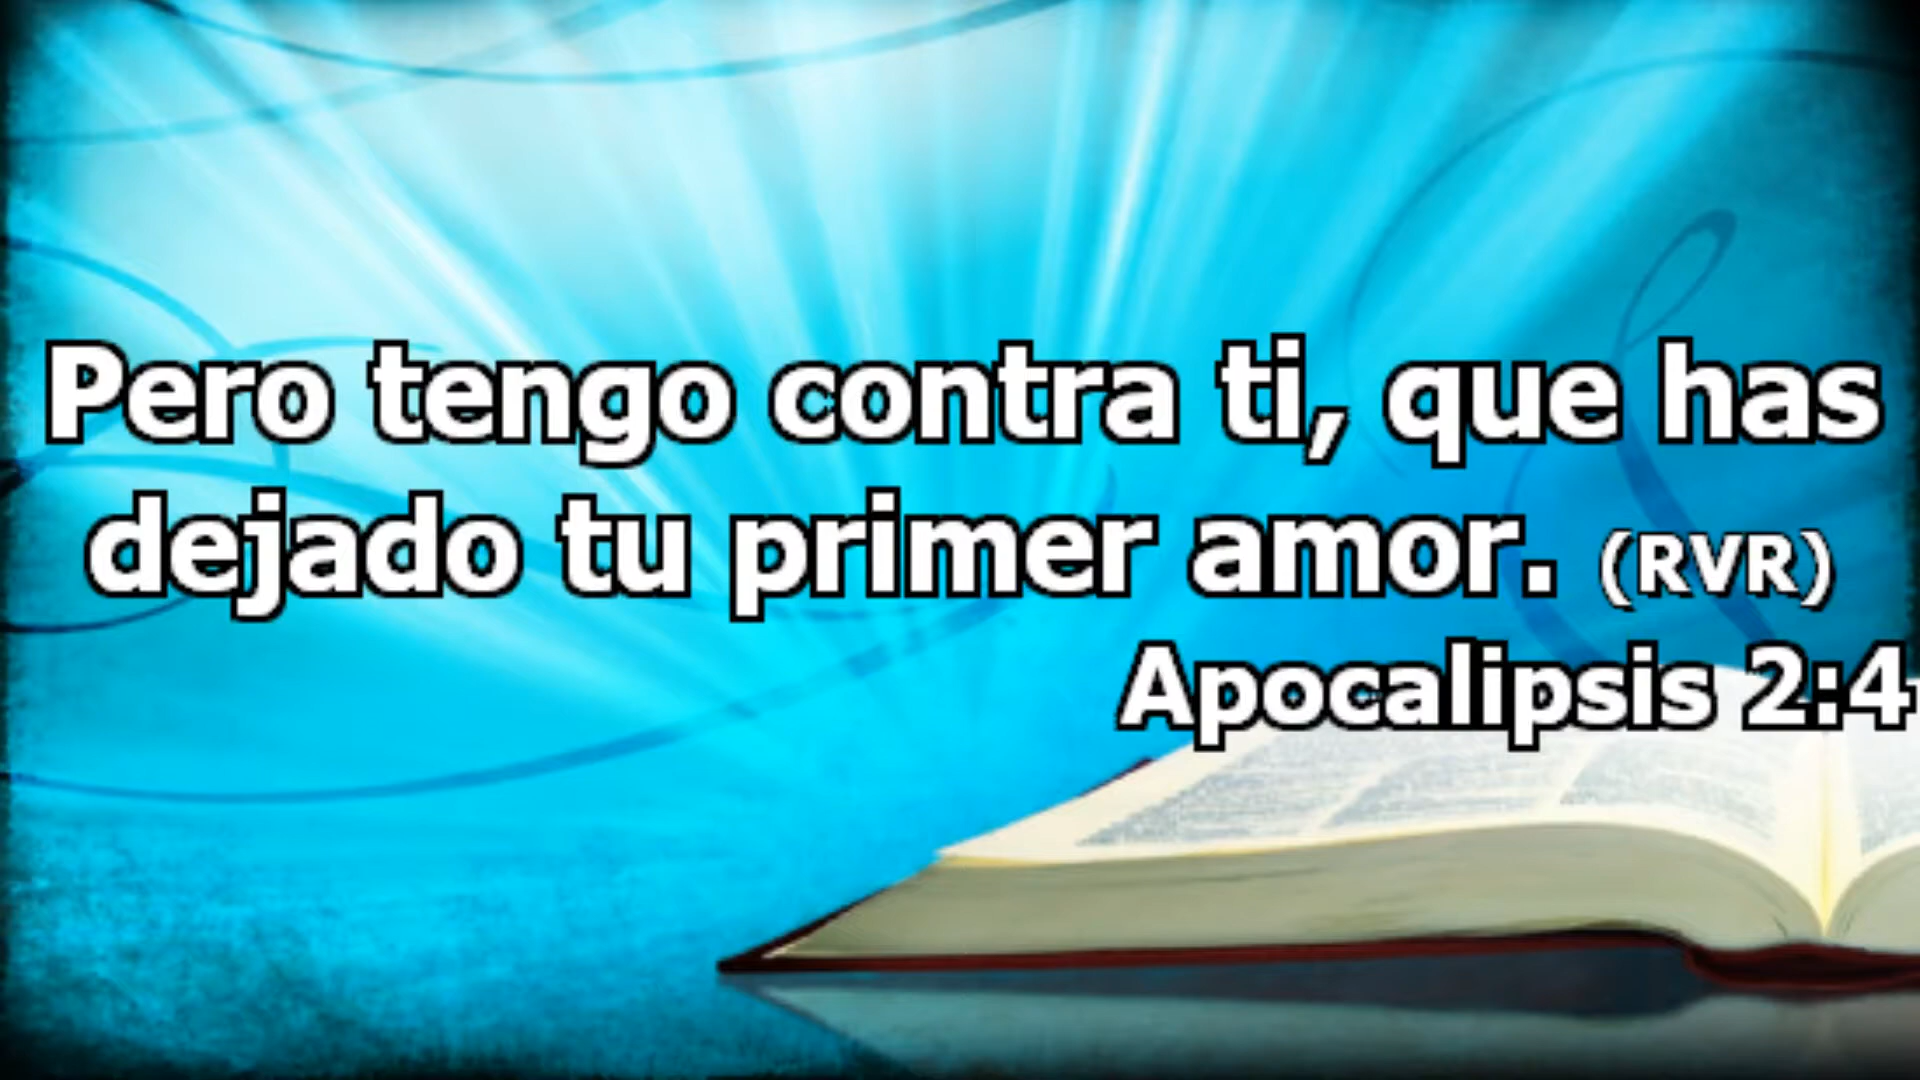 Pero tengo contra ti, que has
dejado tu primer amor. (RVR)
Apocalipsis 2:4